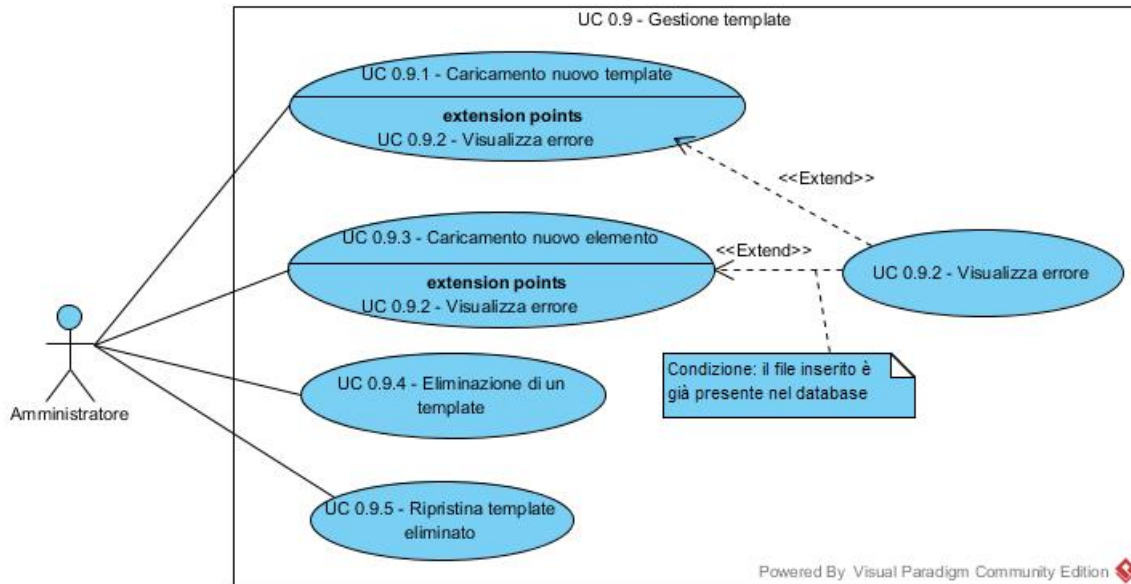 UC 0.9 - Gestione template
UC 0.9.1 - Caricamento nuovo template
extension points
UC 0.9.2 - Visualizza errore
<<Extend>>
UC 0.9.3 - Caricamento nuovo elemento
extension points
UC 0.9.2 - Visualizza errore
<<Extend>>
UC 0.9.2 - Visualizza errore
Condizione: il file inserito è
già presente nel database
UC 0.9.4 - Eliminazione di un
template
Amministratore
UC 0.9.5 - Ripristina template
eliminato
Powered By Visual Paradigm Community Edition